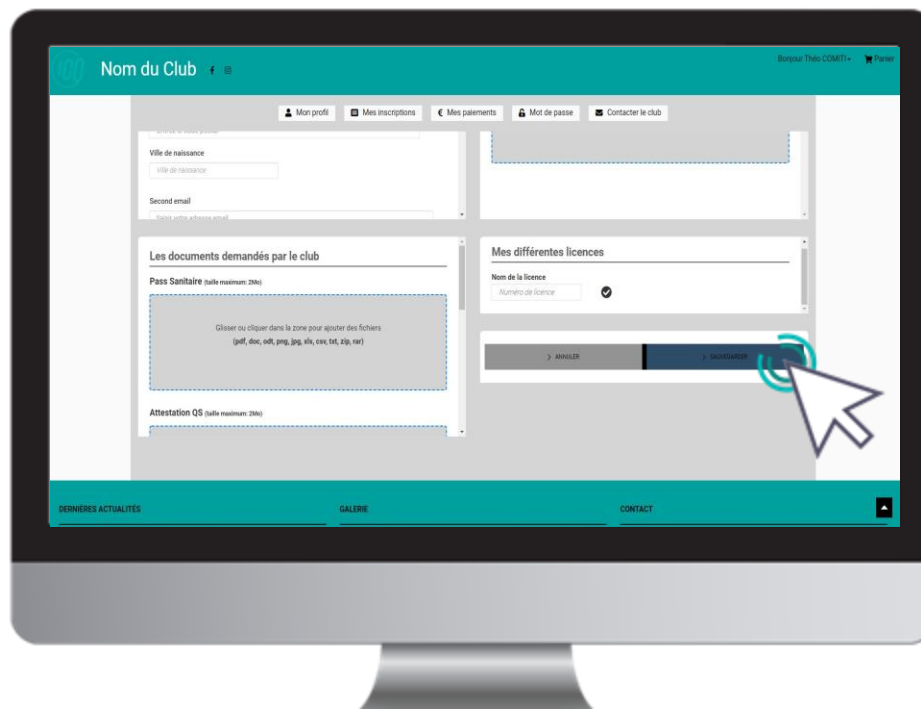 Nom du Club
Bonjour Théo COMITI
Panier
Mon profil
Mes inscriptions
€ Mes paiements
Mot de passe
Contacter le club
Ville de naissance
Ville de naissance
Second email
Saisir votre adresse email
Les documents demandés par le club
Pass Sanitaire (taille maximum: 2Mo)
Glisser ou cliquer dans la zone pour ajouter des fichiers
(pdf, doc, odt, png, jpg, xls, csv, txt, zip, rar)
Attestation QS (taille maximum: 2Mo)
Mes différentes licences
Nom de la licence
Numéro de licence
> ANNULER
> SAUVEGARDER
DERNIÈRES ACTUALITÉS
GALERIE
CONTACT